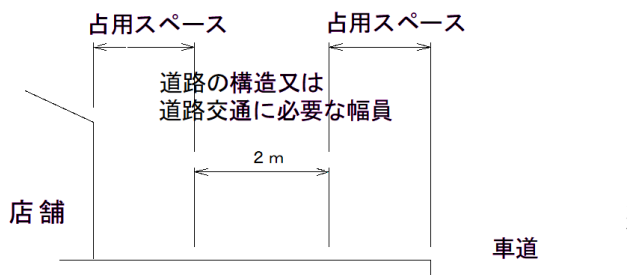 占用スペース
占用スペース
道路の構造又は
道路交通に必要な幅員
2 m
店舗
車道